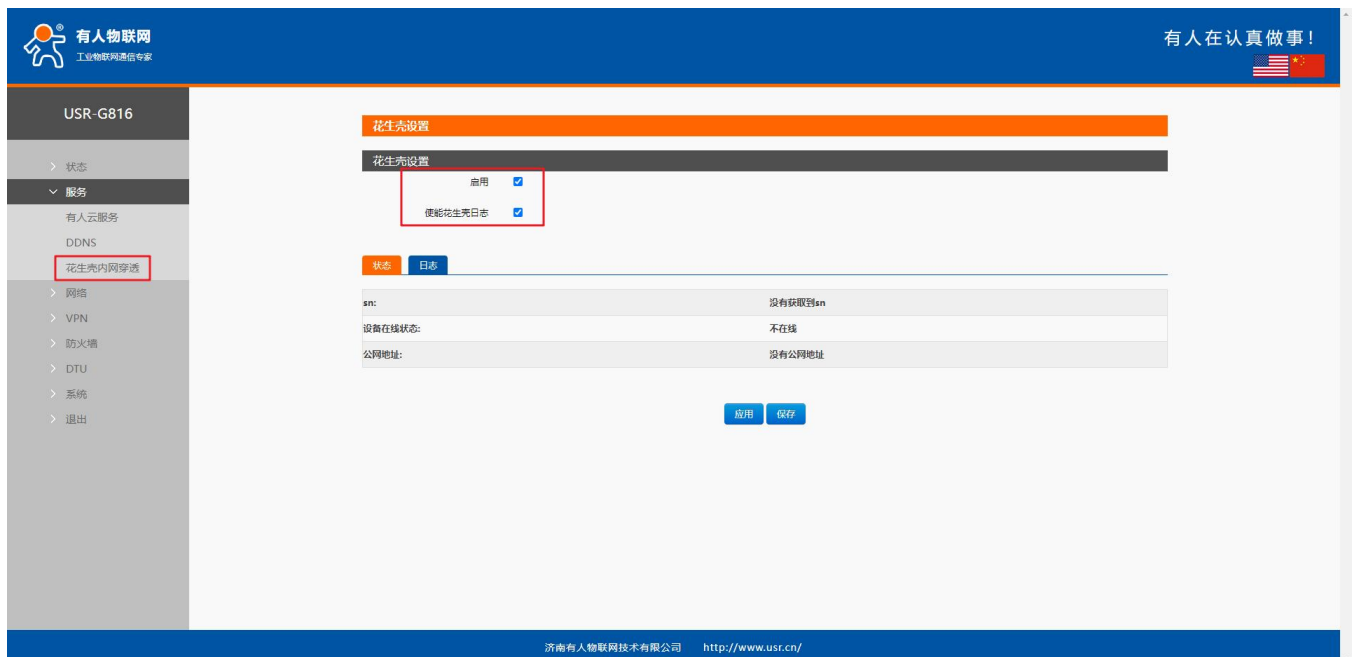 有人物联网
®
工业物联网通信专家
有人在认真做事!
USR-G816
状态
服务
有人云服务
DDNS
花生壳内网穿透
网络
VPN
防火墙
DTU
系统
退出
花生壳设置
花生壳设置
启用
使能花生壳日志
状态 日志
sn: 没有获取到sn
设备在线状态: 不在线
公网地址: 没有公网地址
应用 保存
济南有人物联网技术有限公司 http://www.usr.cn/